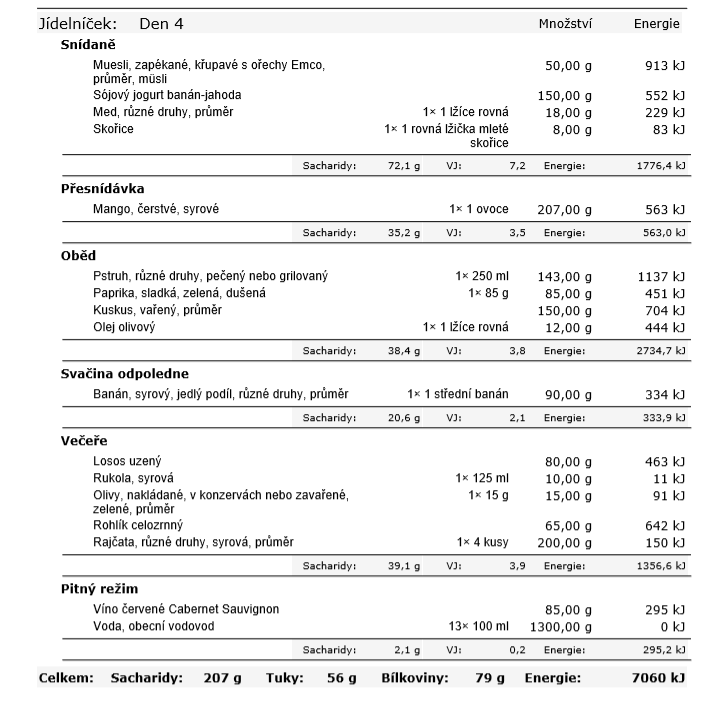 Jídelníček: Den 4 Množství Energie
Snídaně
Muesli, zapékané, křupavé s ořechy Emco, 50,00 g 913 kJ
průměr, müsli
Sójový jogurt banán-jahoda 150,00 g 552 kJ
Med, různé druhy, průměr 1× 1 lžíce rovná 18,00 g 229 kJ
Skořice 1× 1 rovná lžička mleté 8,00 g 83 kJ
skořice
Sacharidy: 72,1 g VJ: 7,2 Energie: 1776,4 kJ
Přesnídávka
Mango, čerstvé, syrové 1× 1 ovoce 207,00 g 563 kJ
Sacharidy: 35,2 g VJ: 3,5 Energie: 563,0 kJ
Oběd
Pstruh, různé druhy, pečený nebo grilovaný 1× 250 ml 143,00 g 1137 kJ
Paprika, sladká, zelená, dušená 1× 85 g 85,00 g 451 kJ
Kuskus, vařený, průměr 150,00 g 704 kJ
Olej olivový 1× 1 lžíce rovná 12,00 g 444 kJ
Sacharidy: 38,4 g VJ: 3,8 Energie: 2734,7 kJ
Svačina odpoledne
Banán, syrový, jedlý podíl, různé druhy, průměr 1× 1 střední banán 90,00 g 334 kJ
Sacharidy: 20,6 g VJ: 2,1 Energie: 333,9 kJ
Večeře
Losos uzený 80,00 g 463 kJ
Rukola, syrová 1× 125 ml 10,00 g 11 kJ
Olivy, nakládané, v konzervách nebo zavařené, 1× 15 g 15,00 g 91 kJ
zelené, průměr
Rohlík celozrnný 65,00 g 642 kJ
Rajčata, různé druhy, syrová, průměr 1× 4 kusy 200,00 g 150 kJ
Sacharidy: 39,1 g VJ: 3,9 Energie: 1356,6 kJ
Pitný režim
Víno červené Cabernet Sauvignon 85,00 g 295 kJ
Voda, obecní vodovod 13× 100 ml 1300,00 g 0 kJ
Sacharidy: 2,1 g VJ: 0,2 Energie: 295,2 kJ
Celkem: Sacharidy: 207 g Tuky: 56 g Bílkoviny: 79 g Energie: 7060 kJ